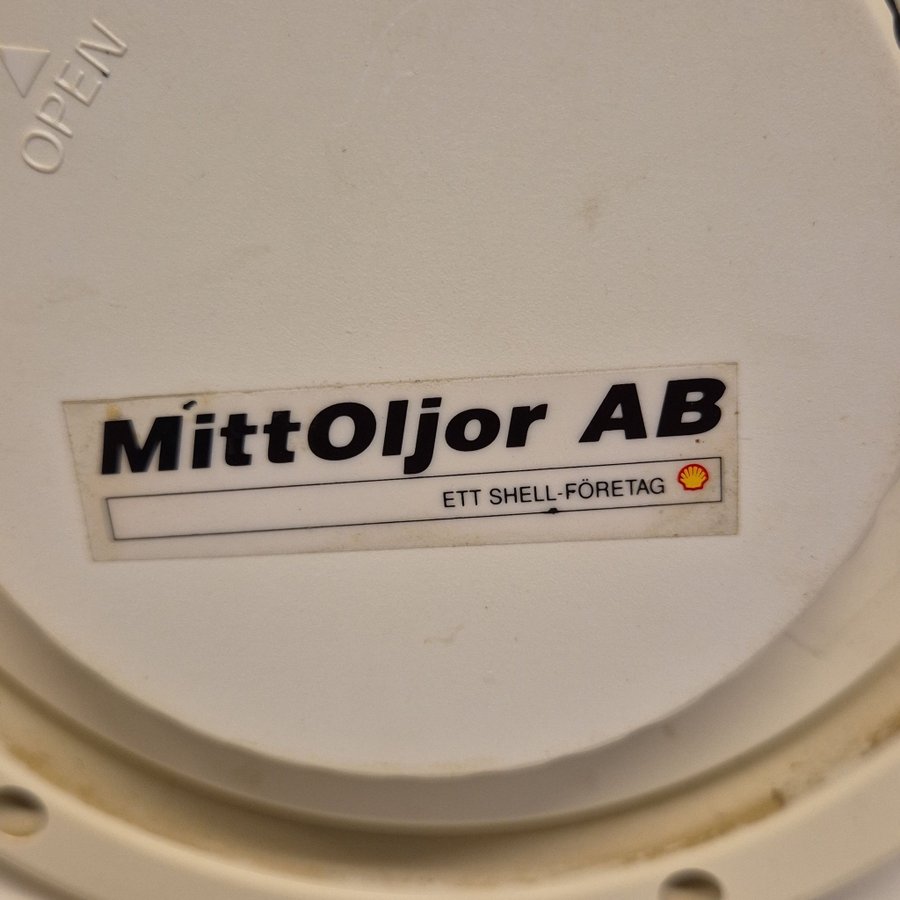 OPEN
MittOljor AB
ETT SHELL-FÖRETAG